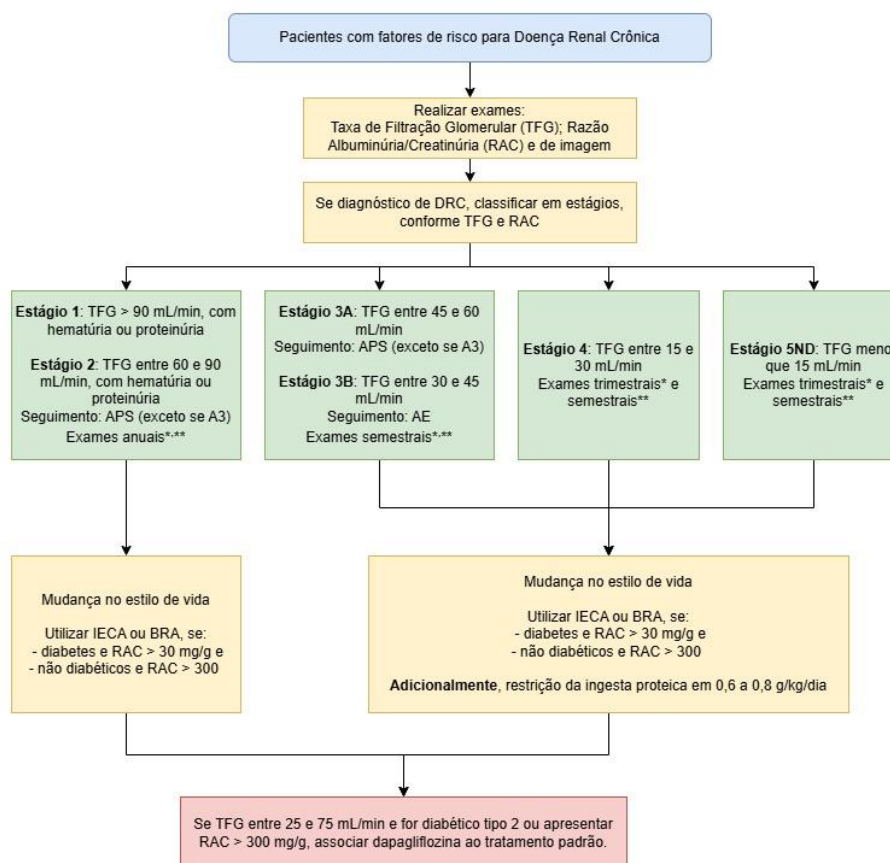 Pacientes com fatores de risco para Doença Renal Crônica
Realizar exames:
Taxa de Filtração Glomerular (TFG); Razão
Albuminúria/Creatinúria (RAC) e de imagem
Se diagnóstico de DRC, classificar em estágios,
conforme TFG e RAC
Estágio 1: TFG > 90 mL/min, com
hematúria ou proteinúria
Estágio 2: TFG entre 60 e 90
mL/min, com hematúria ou
proteinúria
Seguimento: APS (exceto se A3)
Exames anuais*,**
Estágio 3A: TFG entre 45 e 60
mL/min
Seguimento: APS (exceto se A3)
Estágio 3B: TFG entre 30 e 45
mL/min
Seguimento: AE
Exames semestrais*,**
Estágio 4: TFG entre 15 e
30 mL/min
Exames trimestrais* e
semestrais**
Estágio 5ND: TFG meno
que 15 mL/min
Exames trimestrais* e
semestrais**
Mudança no estilo de vida
Utilizar IECA ou BRA, se:
- diabetes e RAC > 30 mg/g e
- não diabéticos e RAC > 300
Mudança no estilo de vida
Utilizar IECA ou BRA, se:
- diabetes e RAC > 30 mg/g e
- não diabéticos e RAC > 300
Adicionalmente, restrição da ingesta proteica em 0,6 a 0,8 g/kg/dia
Se TFG entre 25 e 75 mL/min e for diabético tipo 2 ou apresentar
RAC > 300 mg/g, associar dapagliflozina ao tratamento padrão.